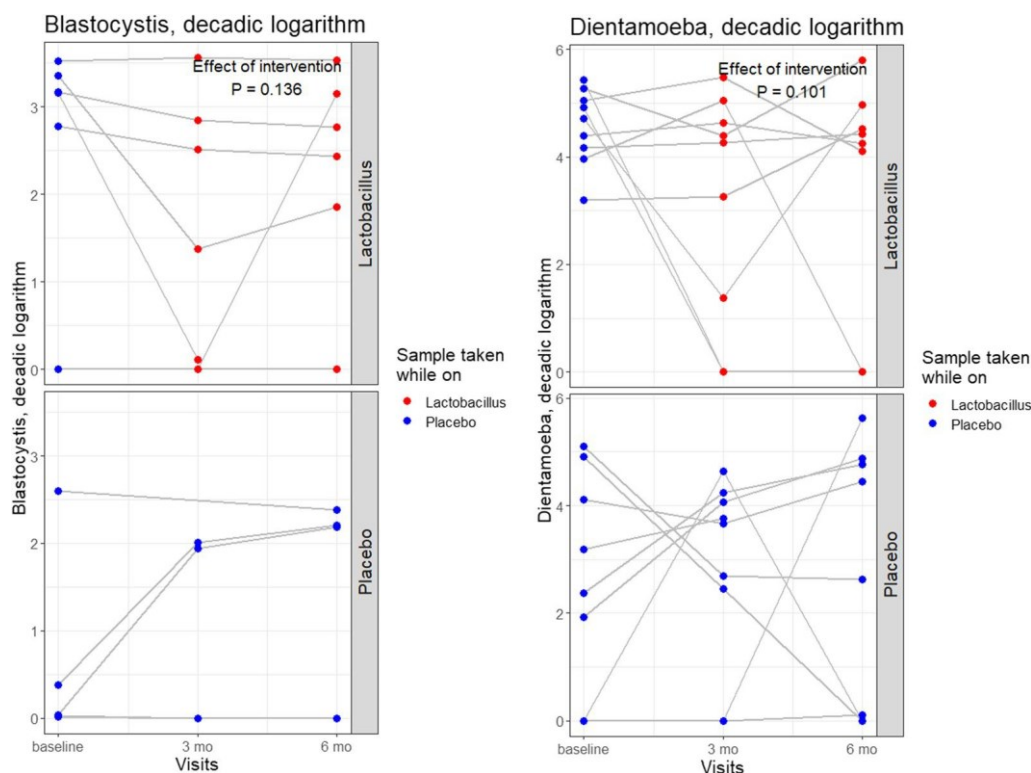 Blastocystis, decadic logarithm
Effect of intervention
P = 0.136
3
2
1
0
Lactobacillus
3
2
1
0
Placebo
Blastocystis, decadic logarithm
baseline
3 mo
6 mo
Visits
Sample taken
while on
Lactobacillus
Placebo
Dientamoeba, decadic logarithm
Effect of intervention
P = 0.101
6
4
2
0
Lactobacillus
6
4
2
0
Placebo
Dientamoeba, decadic logarithm
baseline
3 mo
6 mo
Visits
Sample taken
while on
Lactobacillus
Placebo